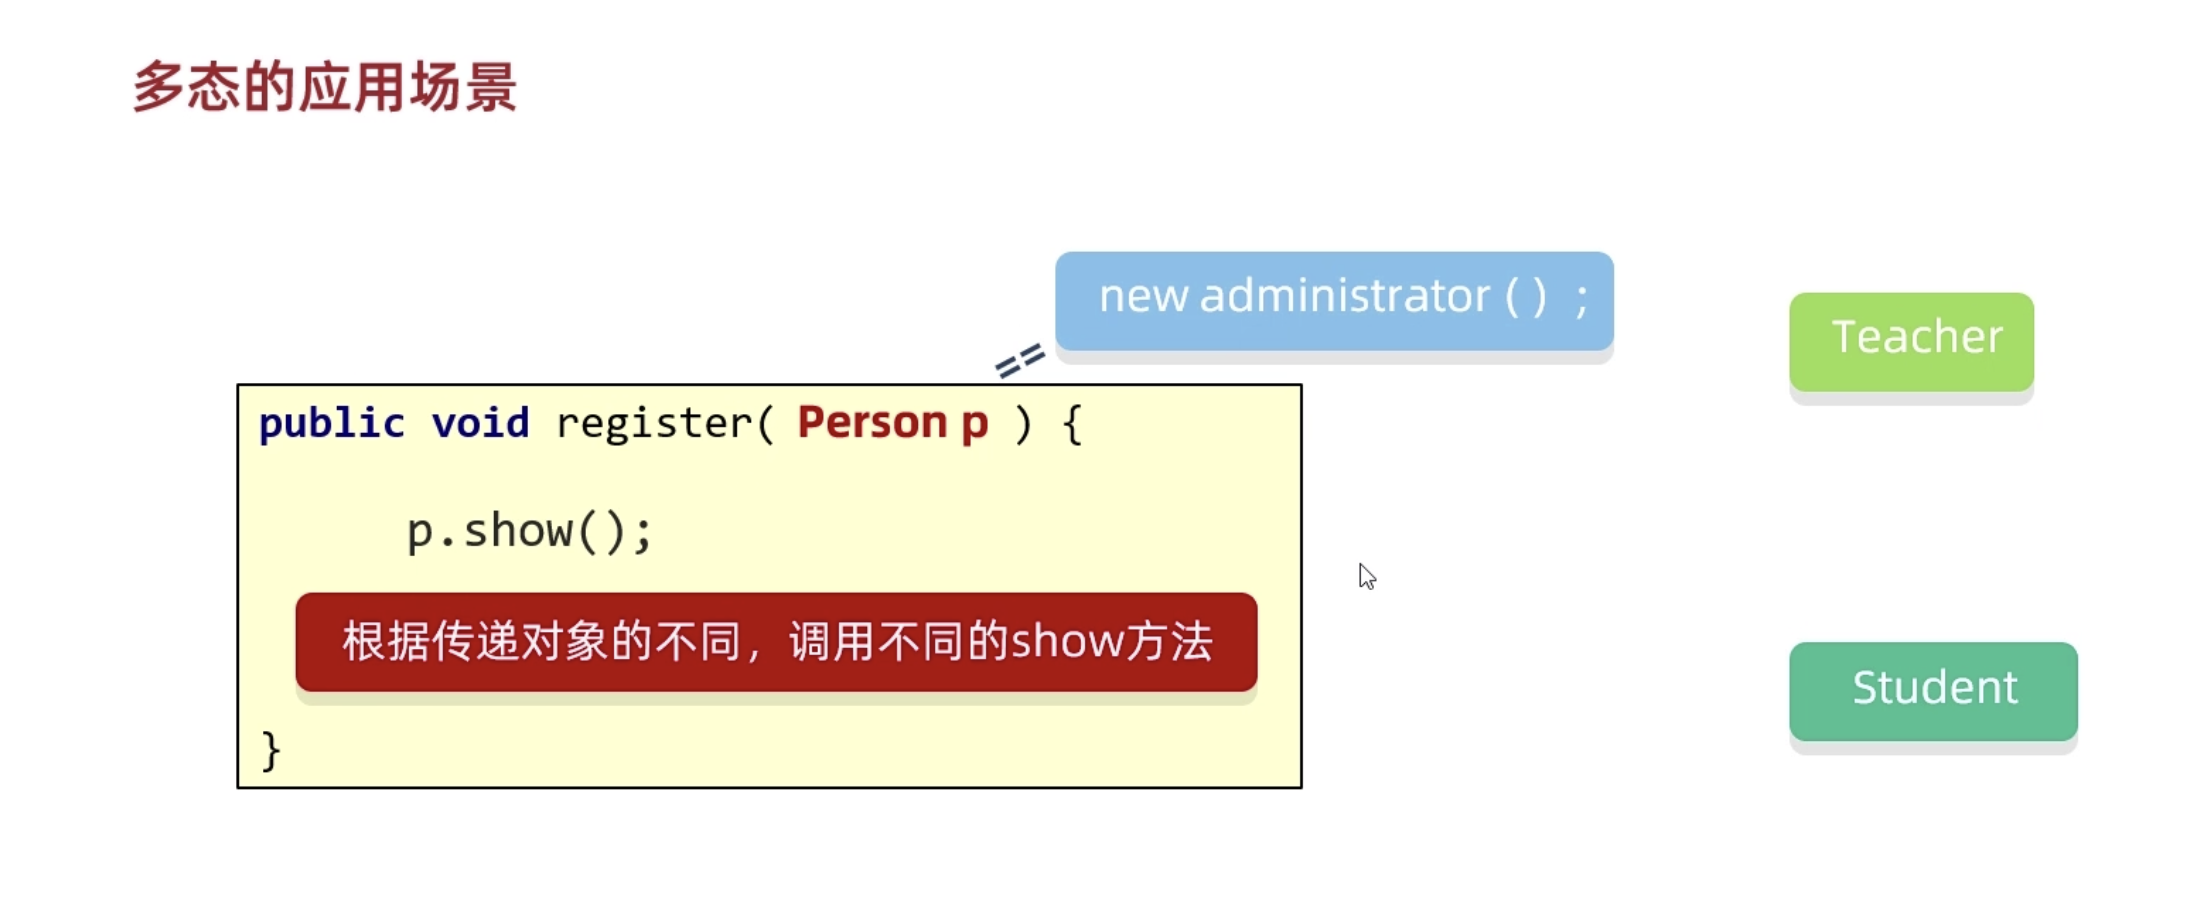 多态的应用场景
new administrator ( ) ;
==
Teacher
public void register( Person p ) {
p.show();
根据传递对象的不同，调用不同的show方法
Student
}